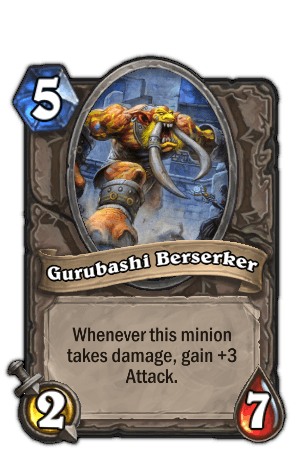 5
Gurubashi Berserker
Whenever this minion
takes damage, gain +3
Attack.
2
7